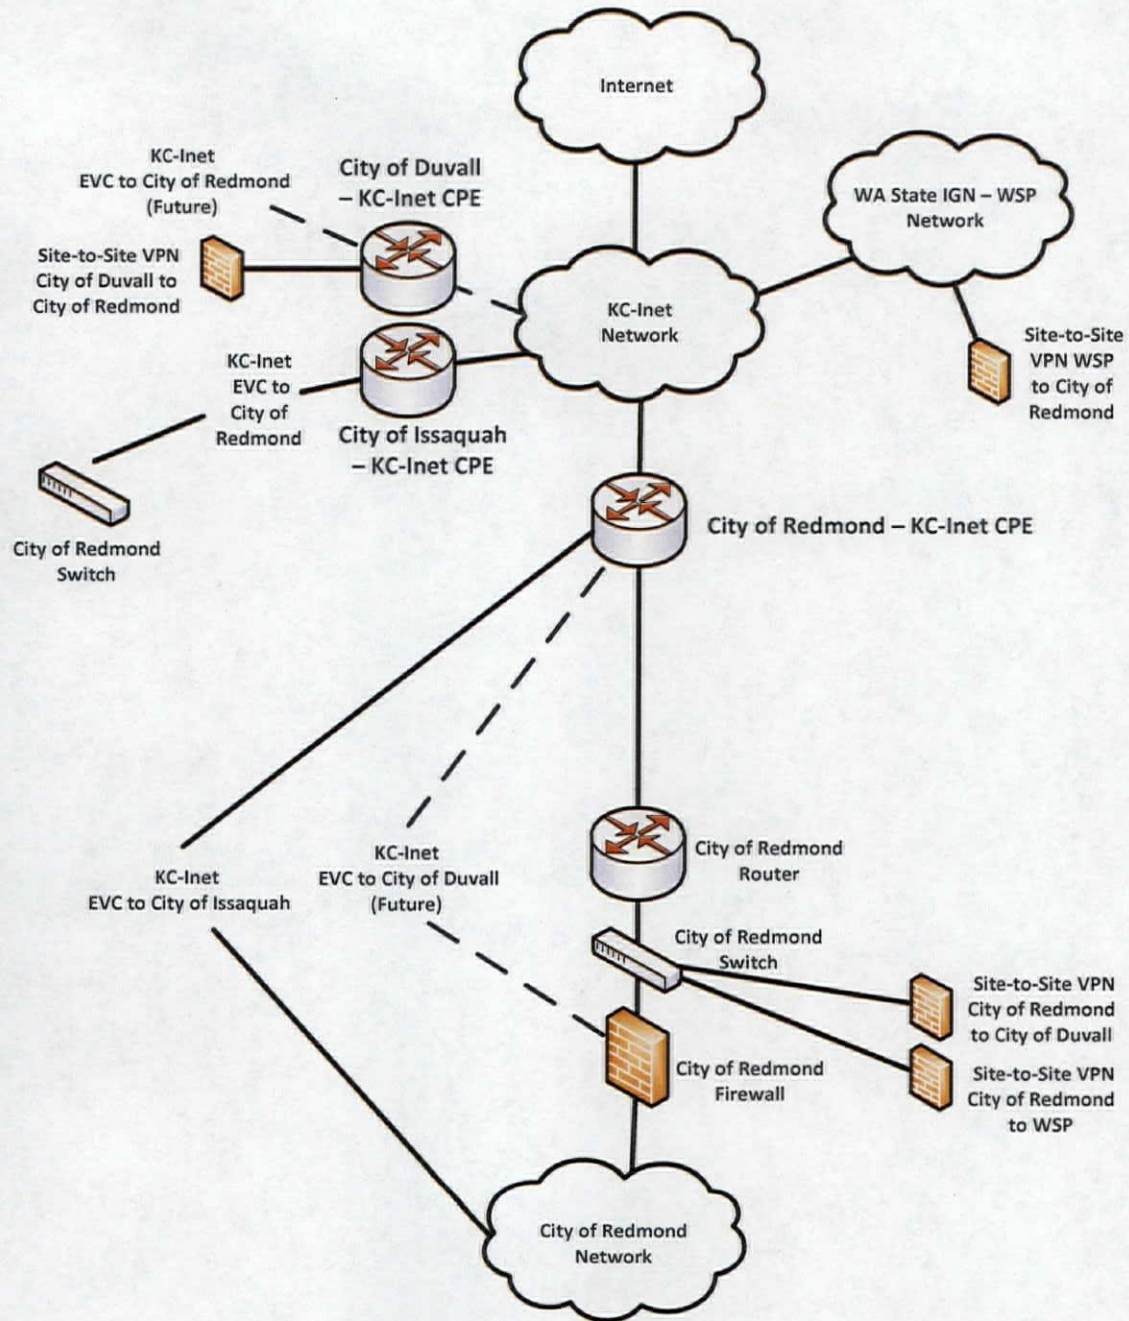 Internet
KC-Inet
EVC to City of Redmond
(Future)
City of Duvall
– KC-Inet CPE
WA State IGN – WSP
Network
Site-to-Site VPN
City of Duvall to
City of Redmond
KC-Inet
Network
Site-to-Site
VPN WSP
to City of
Redmond
KC-Inet
EVC to
City of
Redmond
City of Issaquah
– KC-Inet CPE
City of Redmond
Switch
City of Redmond – KC-Inet CPE
KC-Inet
EVC to City of Issaquah
KC-Inet
EVC to City of Duvall
(Future)
City of Redmond
Router
City of Redmond
Switch
Site-to-Site VPN
City of Redmond
to City of Duvall
City of Redmond
Firewall
Site-to-Site VPN
City of Redmond
to WSP
City of Redmond
Network